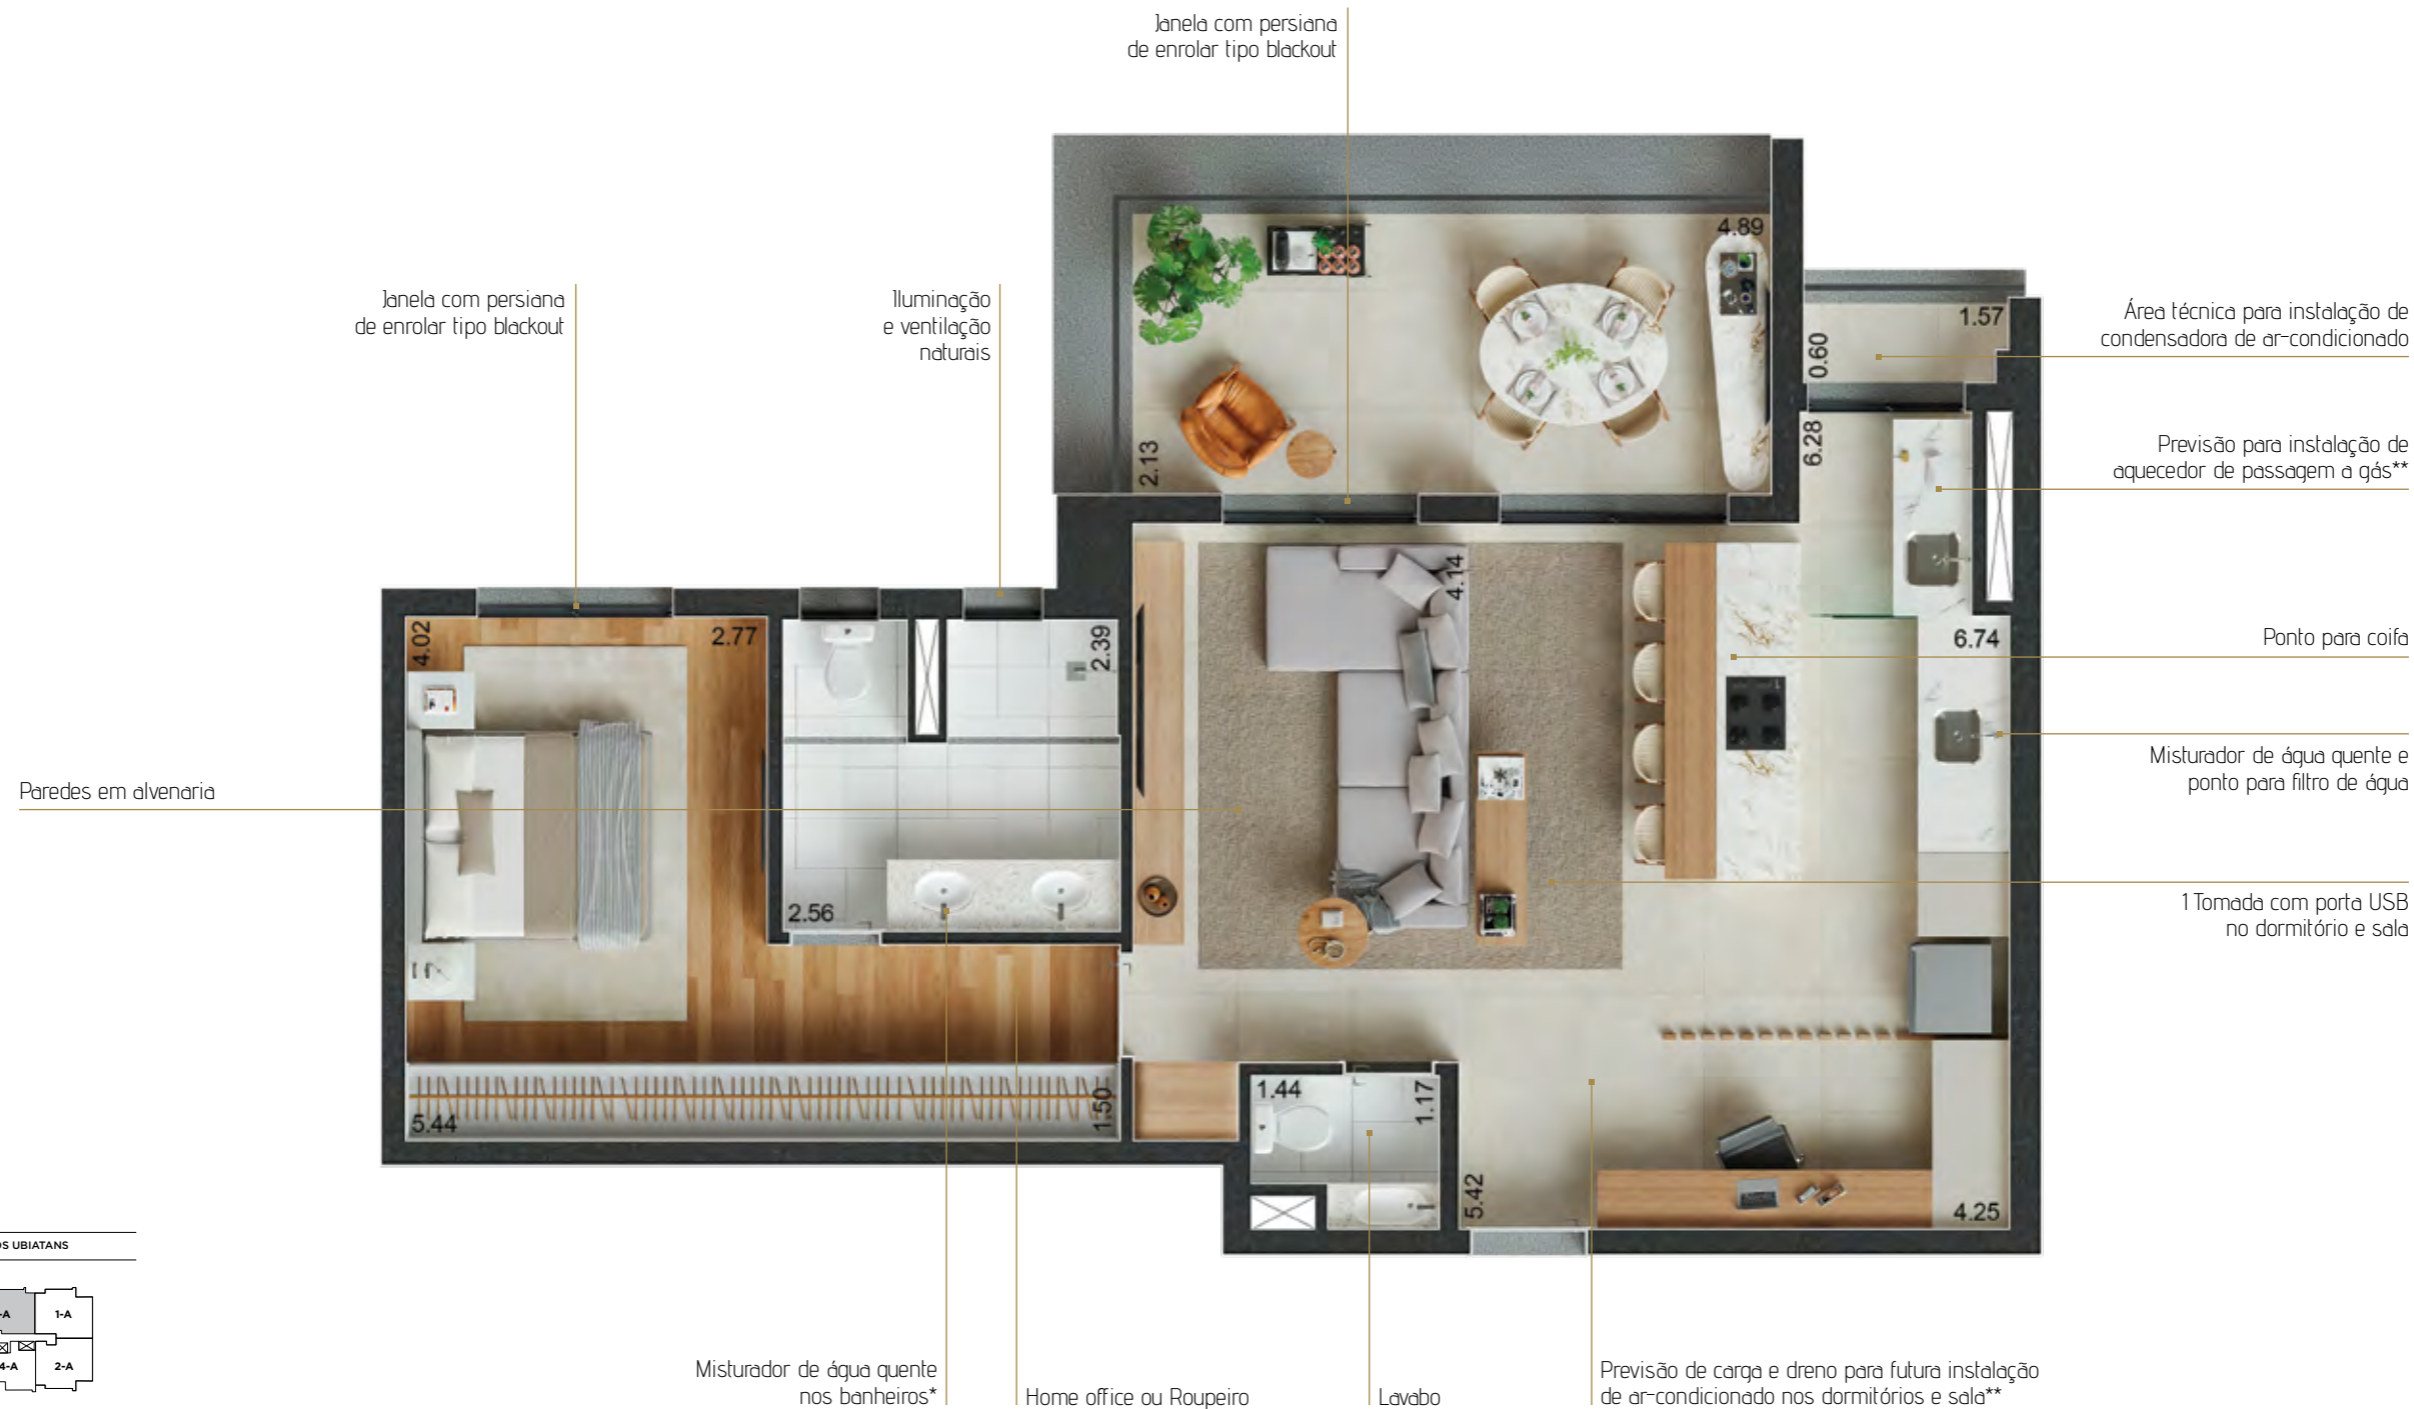 Janela com persiana
de enrolar tipo blackout
Janela com persiana
de enrolar tipo blackout
Iluminação
e ventilação
naturais
Área técnica para instalação de
condensadora de ar-condicionado
Previsão para instalação de
aquecedor de passagem a gás**
Ponto para coifa
Misturador de água quente e
ponto para filtro de água
1 Tomada com porta USB
no dormitório e sala
Paredes em alvenaria
4.89
2.13
1.57
0.60
6.28
4.14
6.74
4.02
2.77
2.39
2.56
5.44
1.50
1.44
1.17
5.42
4.25
Misturador de água quente
nos banheiros*
Home office ou Roupeiro
Lavabo
Previsão de carga e dreno para futura instalação
de ar-condicionado nos dormitórios e sala**
OS UBIATANS
-A
1-A
4-A
2-A